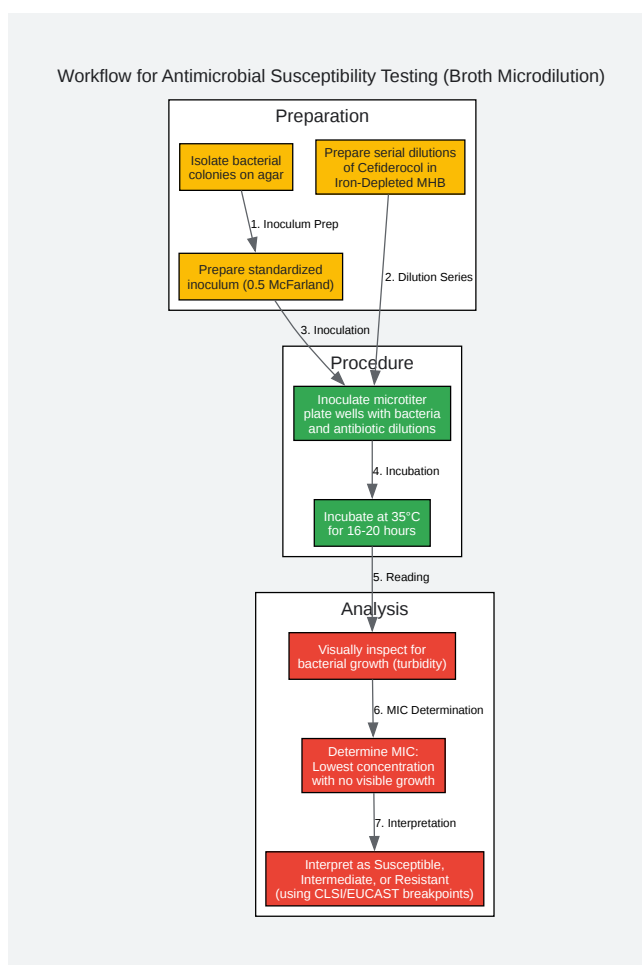 Workflow for Antimicrobial Susceptibility Testing (Broth Microdilution)
Preparation
Isolate bacterial
colonies on agar
Prepare serial dilutions
of Cefiderocol in
Iron-Depleted MHB
1. Inoculum Prep
Prepare standardized
inoculum (0.5 McFarland)
2. Dilution Series
3. Inoculation
Procedure
Inoculate microtiter
plate wells with bacteria
and antibiotic dilutions
4. Incubation
Incubate at 35°C
for 16-20 hours
5. Reading
Analysis
Visually inspect for
bacterial growth (turbidity)
6. MIC Determination
Determine MIC:
Lowest concentration
with no visible growth
7. Interpretation
Interpret as Susceptible,
Intermediate, or Resistant
(using CLSI/EUCAST breakpoints)